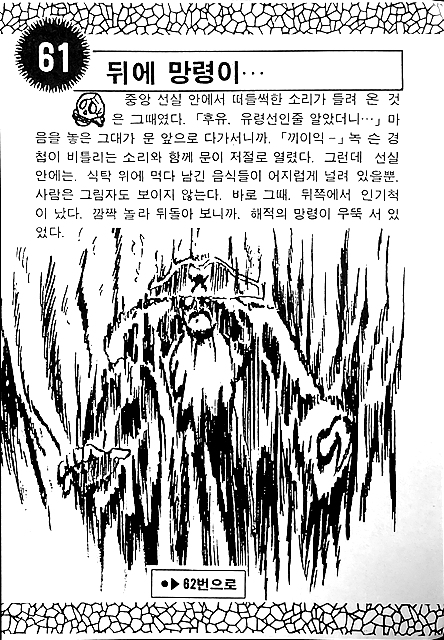 61
뒤에 망령이…
중앙 선실 안에서 떠들썩한 소리가 들려 온 것
은 그때였다. 「후유. 유령선인줄 알았더니…」 마
음을 놓은 그대가 문 앞으로 다가서니까. 「끼이익 –」 녹 슨 경
첩이 비틀리는 소리와 함께 문이 저절로 열렸다. 그런데 선실
안에는. 식탁 위에 먹다 남긴 음식들이 어지럽게 널려 있을뿐.
사람은 그림자도 보이지 않는다. 바로 그때. 뒤쪽에서 인기척
이 났다. 깜짝 놀라 뒤돌아 보니까. 해적의 망령이 우뚝 서 있
었다.
●▶ 62번으로